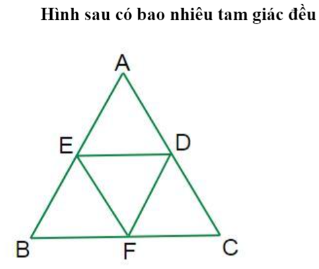 Hình sau có bao nhiêu tam giác đều
A
E D
B F C